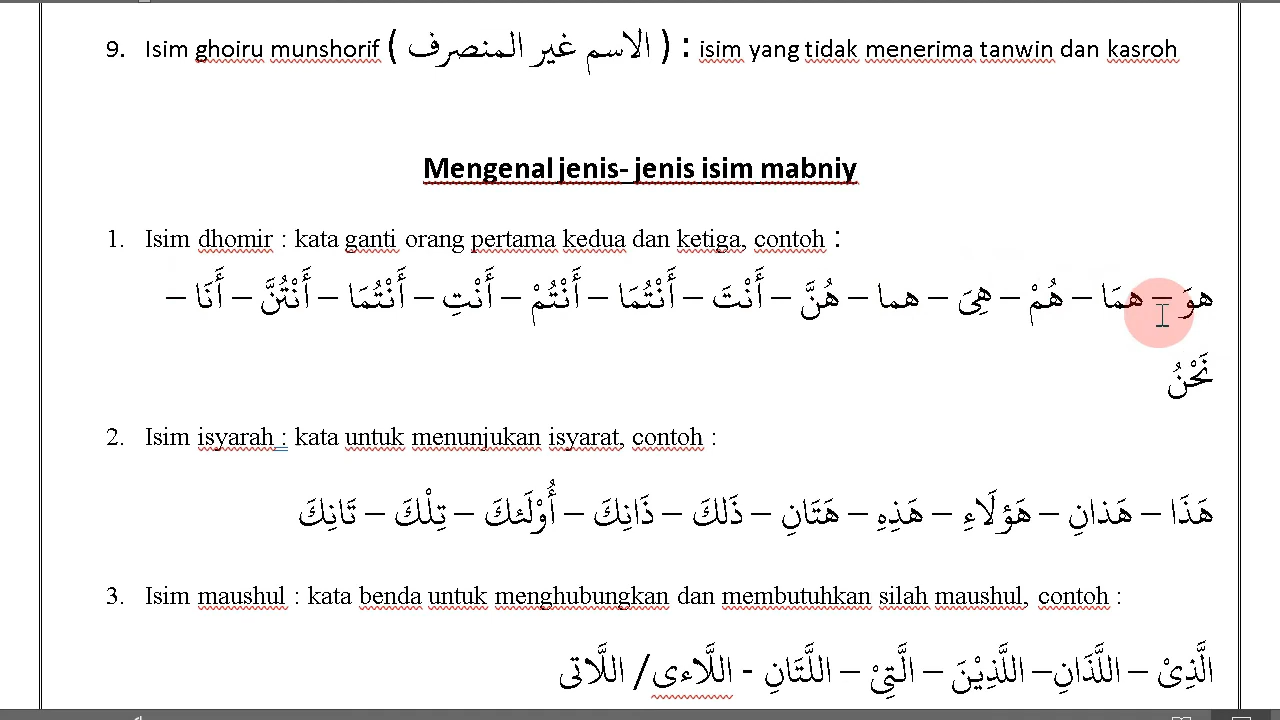 9. Isim ghoiru munshorif ( الاسم غير المنصرف ) : isim yang tidak menerima tanwin dan kasroh
Mengenal jenis- jenis isim mabniy
1. Isim dhomir : kata ganti orang pertama kedua dan ketiga, contoh :
هوَ – همَا – هُمْ – هِيَ – هما – هُنَّ – أَنْتَ – أَنْتُمَا – أَنْتُمْ – أَنْتِ – أَنْتُمَا – أَنْتُنَّ – أَنَا –
نَحْنُ
2. Isim isyarah : kata untuk menunjukan isyarat, contoh :
هَذَا – هَذانِ – هَؤلَاءِ – هَذِهِ – هَتَانِ – ذَلكَ – ذَانِكَ – أُوْلَئكَ – تِلْكَ – تَانِكَ
3. Isim maushul : kata benda untuk menghubungkan dan membutuhkan silah maushul, contoh :
الَّذِىْ – اللَّذَانِ – اللَّذِيْنَ – الَّتِىْ – اللَّتَانِ - اللَّاءى / اللَّاتى